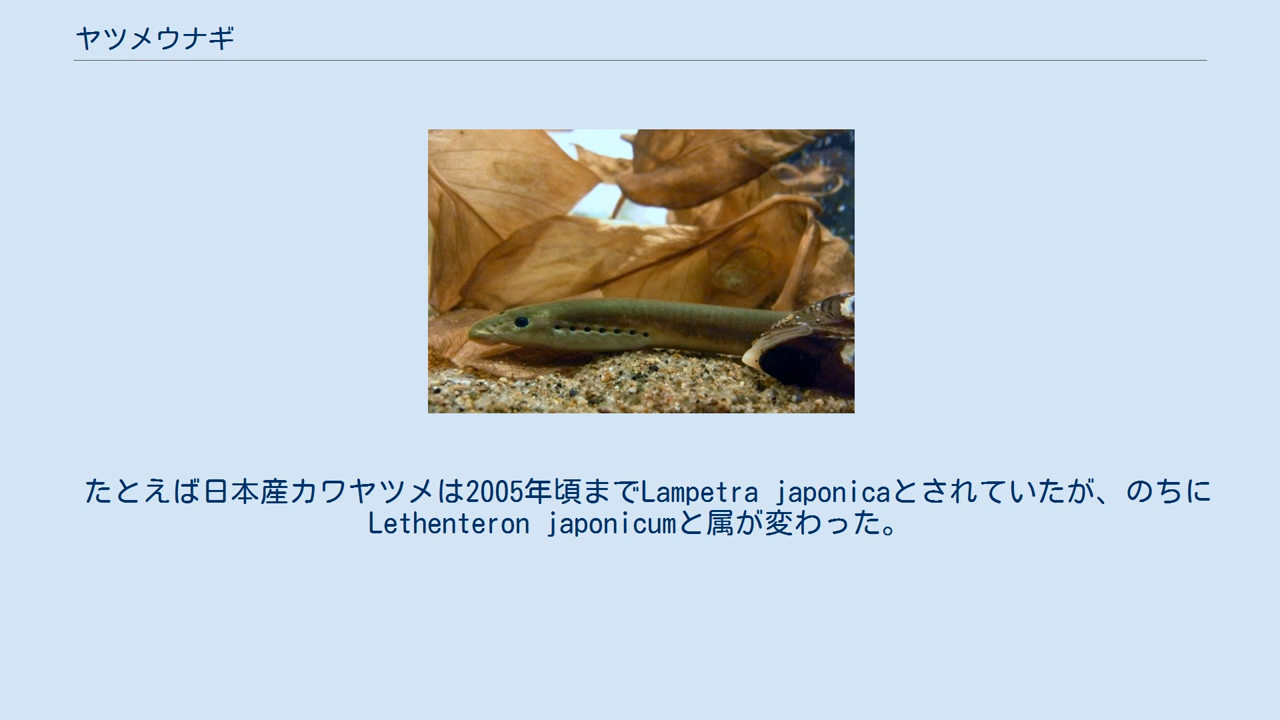 ヤツメウナギ
たとえば日本産カワヤツメは2005年頃までLampetra japonicaとされていたが、のちに
Lethenteron japonicumと属が変わった。